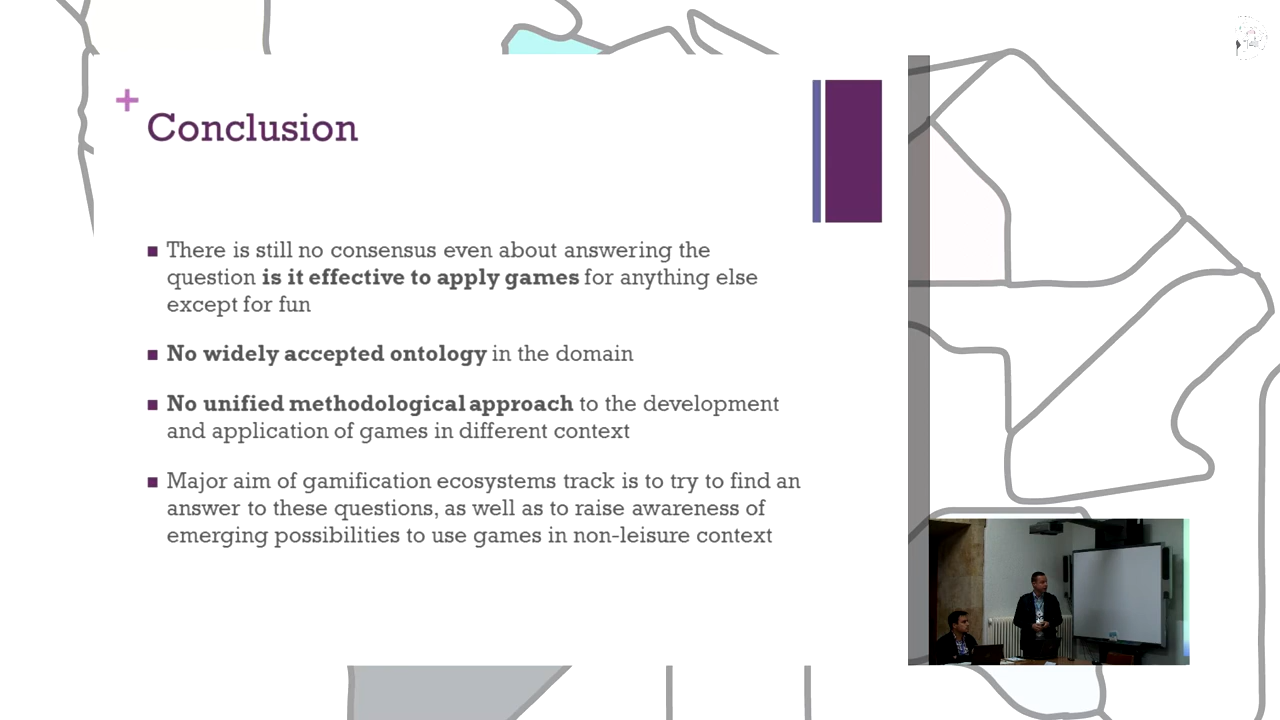 +
Conclusion
■ There is still no consensus even about answering the
question is it effective to apply games for anything else
except for fun
■ No widely accepted ontology in the domain
■ No unified methodological approach to the development
and application of games in different context
■ Major aim of gamification ecosystems track is to try to find an
answer to these questions, as well as to raise awareness of
emerging possibilities to use games in non-leisure context